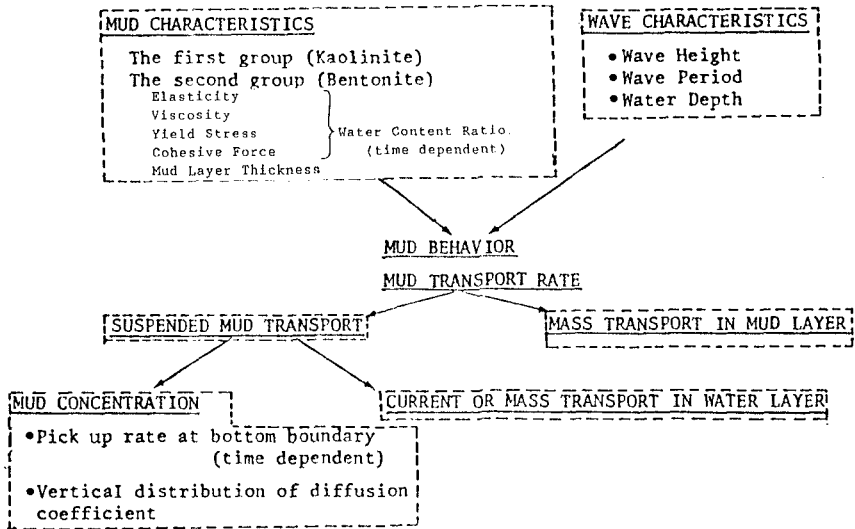 MUD CHARACTERISTICS
The first group (Kaolinite)
The second group (Bentonite)
Elasticity
Viscosity
Yield Stress
Cohesive Force
Water Content Ratio.
(time dependent)
Mud Layer Thickness
WAVE CHARACTERISTICS
• Wave Height
• Wave Period
• Water Depth
MUD BEHAVIOR
MUD TRANSPORT RATE
SUSPENDED MUD TRANSPORT
MASS TRANSPORT IN MUD LAYER
MUD CONCENTRATION
• Pick up rate at bottom boundary
(time dependent)
• Vertical distribution of diffusion
coefficient
CURRENT OR MASS TRANSPORT IN WATER LAYER